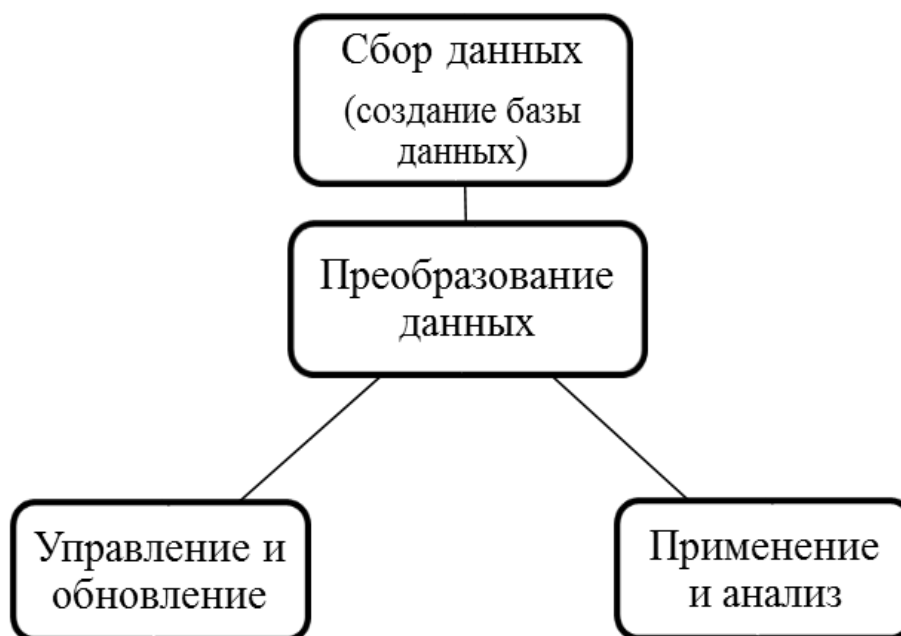 Сбор данных
(создание базы
данных)
Преобразование
данных
Управление и
обновление
Применение
и анализ